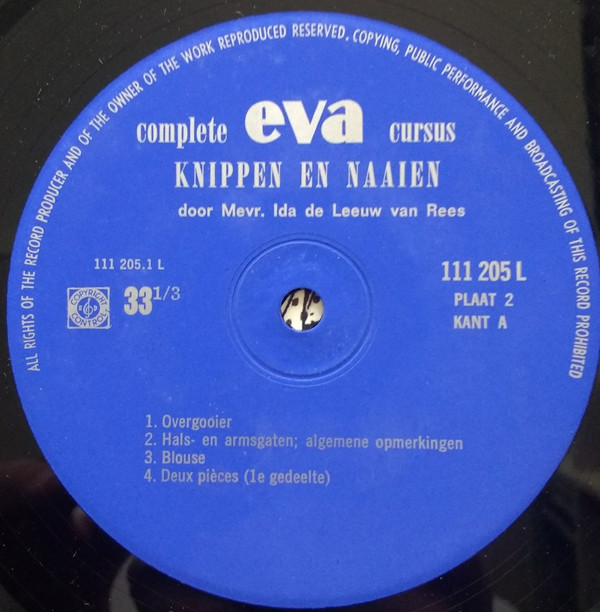 ALL RIGHTS OF THE RECORD PRODUCER AND OF THE OWNER OF THE WORK REPRODUCED RESERVED. COPYING, PUBLIC PERFORMANCE AND BROADCASTING OF THIS RECORD PROHIBITED
complete eva cursus
KNIPPEN EN NAAIEN
door Mevr. Ida de Leeuw van Rees
111 205.1 L
111 205 L
COPYRIGHT
CONTROL
33 1/3
PLAAT 2
KANT A
1. Overgooier
2. Hals- en armsgaten; algemene opmerkingen
3. Blouse
4. Deux pièces (1e gedeelte)